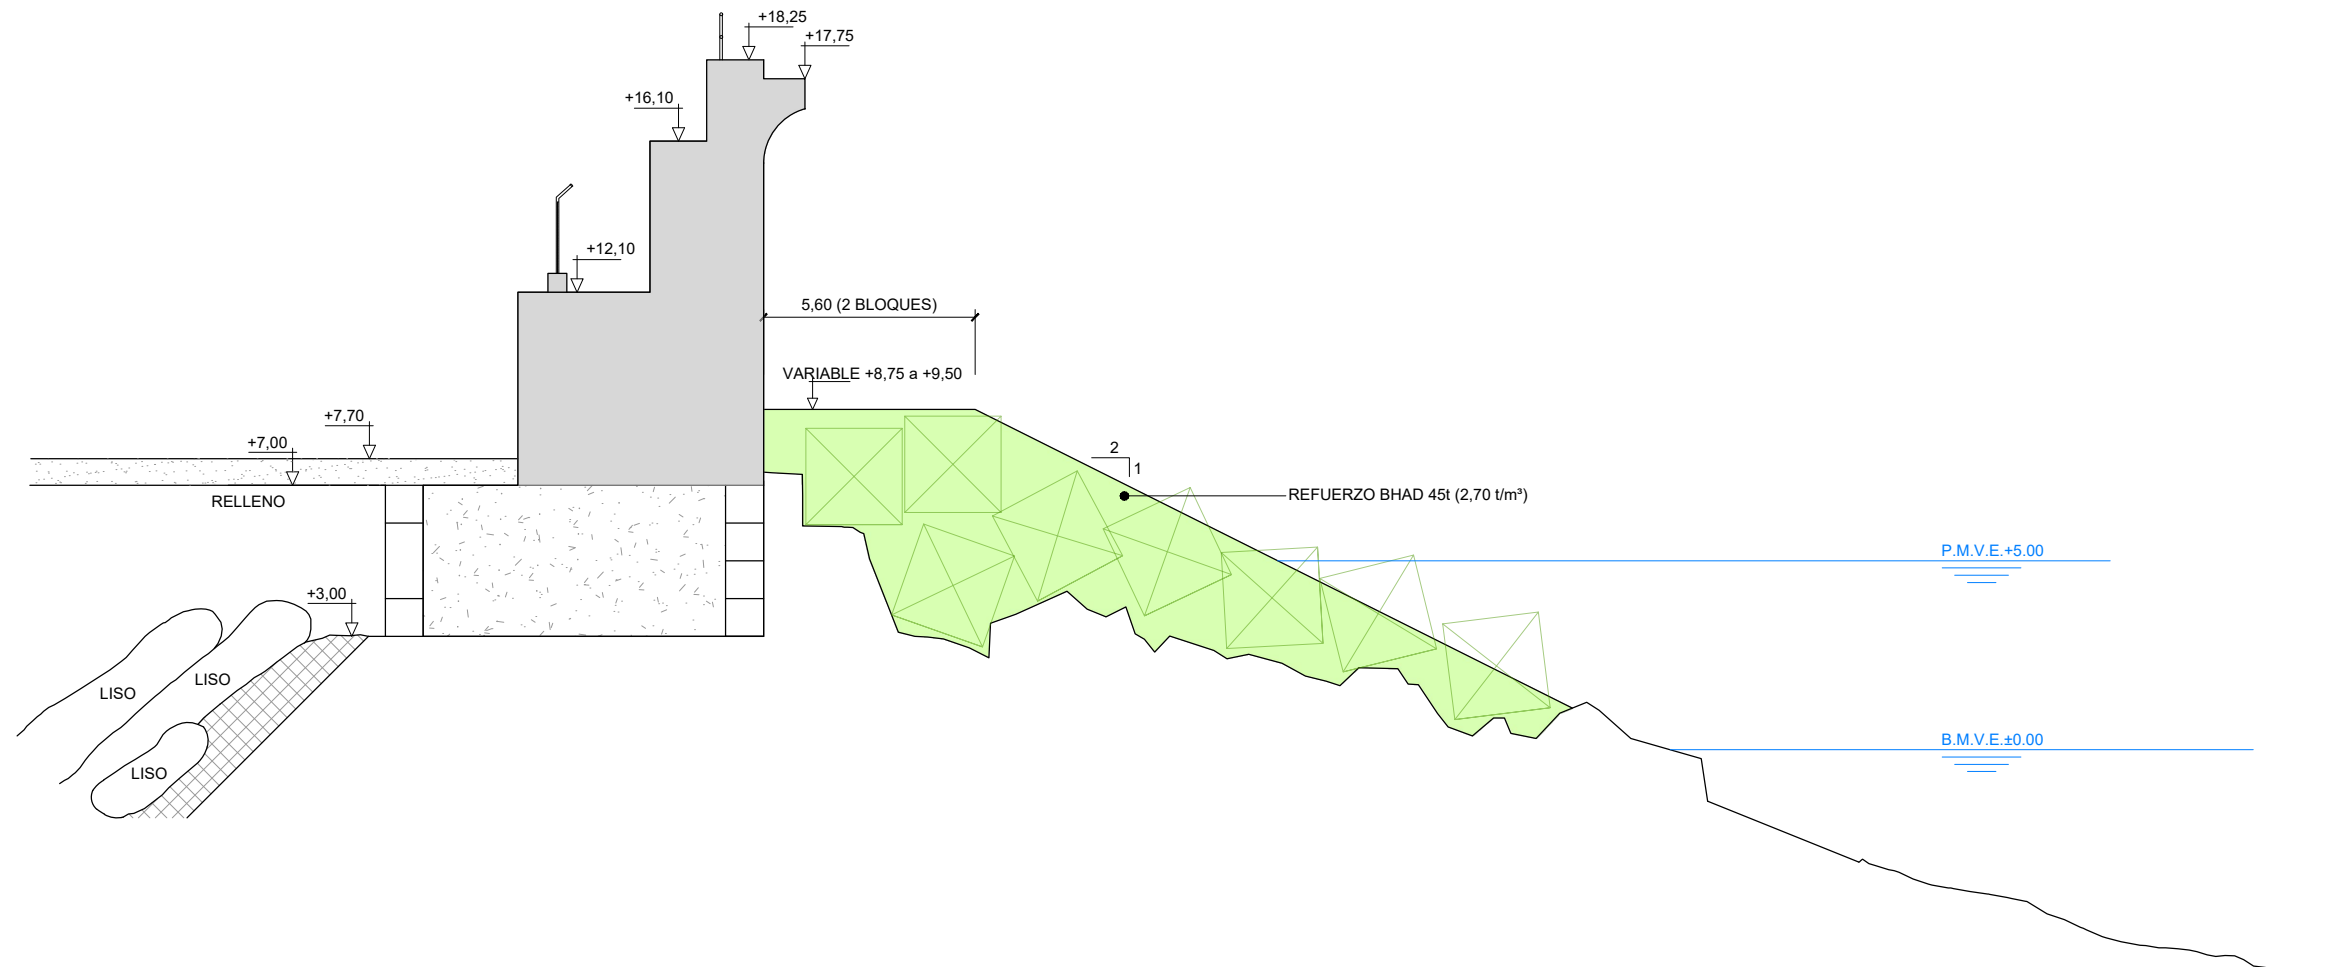 +18,25
+17,75
+16,10
+12,10
5,60 (2 BLOQUES)
VARIABLE +8,75 a +9,50
+7,70
+7,00
2
1
RELLENO
REFUERZO BHAD 45t (2,70 t/m³)
P.M.V.E.+5.00
+3,00
LISO
LISO
B.M.V.E.±0.00
LISO